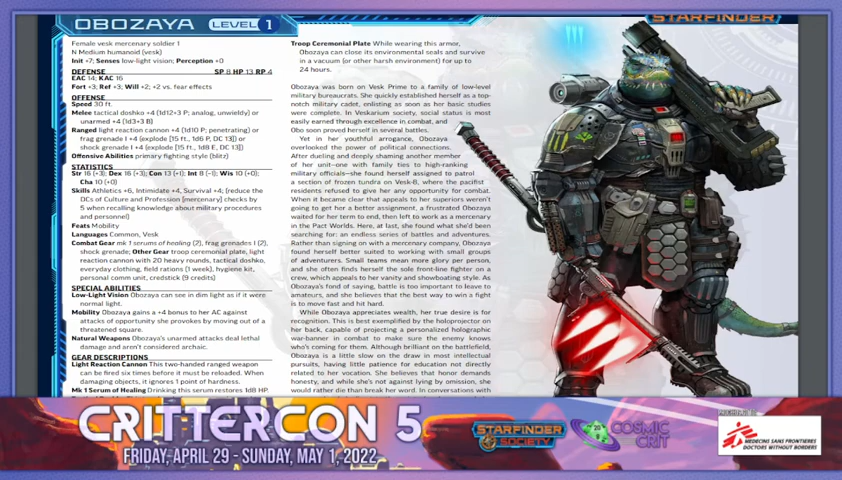 OBOZAYA LEVEL 1
STARFINDER
Female vesk mercenary soldier 1
N Medium humanoid (vesk)
Init +7; Senses low-light vision; Perception +0
DEFENSE SP 8 HP 13 RP 4
EAC 14; KAC 16
Fort +3; Ref +3; Will +2; +2 vs. fear effects
OFFENSE
Speed 30 ft.
Melee tactical doshko +4 (1d12+3 P; analog, unwieldy) or
unarmed +4 (1d3+3 B)
Ranged light reaction cannon +4 (1d10 P; penetrating) or
frag grenade I +4 (explode [15 ft., 1d6 P, DC 13]) or
shock grenade I +4 (explode [15 ft., 1d8 E, DC 13])
Offensive Abilities primary fighting style (blitz)
STATISTICS
Str 16 (+3); Dex 16 (+3); Con 13 (+1); Int 8 (–1); Wis 10 (+0);
Cha 10 (+0)
Skills Athletics +6, Intimidate +4, Survival +4; (reduce the
DCs of Culture and Profession [mercenary] checks by
5 when recalling knowledge about military procedures
and personnel)
Feats Mobility
Languages Common, Vesk
Combat Gear mk 1 serums of healing (2), frag grenades I (2),
shock grenade; Other Gear troop ceremonial plate, light
reaction cannon with 20 heavy rounds, tactical doshko,
everyday clothing, field rations (1 week), hygiene kit,
personal comm unit, credstick (9 credits)
SPECIAL ABILITIES
Low-Light Vision Obozaya can see in dim light as if it were
normal light.
Mobility Obozaya gains a +4 bonus to her AC against
attacks of opportunity she provokes by moving out of a
threatened square.
Natural Weapons Obozaya's unarmed attacks deal lethal
damage and aren't considered archaic.
GEAR DESCRIPTIONS
Light Reaction Cannon This two-handed ranged weapon
can be fired six times before it must be reloaded. When
damaging objects, it ignores 1 point of hardness.
Mk 1 Serum of Healing Drinking this serum restores 1d8 HP.
Troop Ceremonial Plate While wearing this armor,
Obozaya can close its environmental seals and survive
in a vacuum (or other harsh environment) for up to
24 hours.
Obozaya was born on Vesk Prime to a family of low-level
military bureaucrats. She quickly established herself as a top-
notch military cadet, enlisting as soon as her basic studies
were complete. In Veskarium society, social status is most
easily earned through excellence in combat, and
Obo soon proved herself in several battles.
Yet in her youthful arrogance, Obozaya
overlooked the power of political connections.
After dueling and deeply shaming another member
of her unit—one with family ties to high-ranking
military officials—she found herself assigned to patrol
a section of frozen tundra on Vesk-8, where the pacifist
residents refused to give her any opportunity for combat.
When it became clear that appeals to her superiors weren't
going to get her a better assignment, a frustrated Obozaya
waited for her term to end, then left to work as a mercenary
in the Pact Worlds. Here, at last, she found what she'd been
searching for: an endless series of battles and adventures.
Rather than signing on with a mercenary company, Obozaya
found herself better suited to working with small groups
of adventurers. Small teams mean more glory per person,
and she often finds herself the sole front-line fighter on a
crew, which appeals to her vanity and showboating style. As
Obozaya's fond of saying, battle is too important to leave to
amateurs, and she believes that the best way to win a fight
is to move fast and hit hard.
While Obozaya appreciates wealth, her true desire is for
recognition. This is best exemplified by the holoprojector on
her back, capable of projecting a personalized holographic
war-banner in combat to make sure the enemy knows
who's coming for them. Although brilliant on the battlefield,
Obozaya is a little slow on the draw in most intellectual
pursuits, having little patience for education not directly
related to her vocation. She believes that honor demands
honesty, and while she's not against lying by omission, she
would rather die than break her word. In conversations with
CRITTERCON 5
FRIDAY, APRIL 29 - SUNDAY, MAY 1, 2022
STARFINDER
SOCIETY
20
COSMIC
CRIT
MEDECINS SANS FRONTIERES
DOCTORS WITHOUT BORDERS